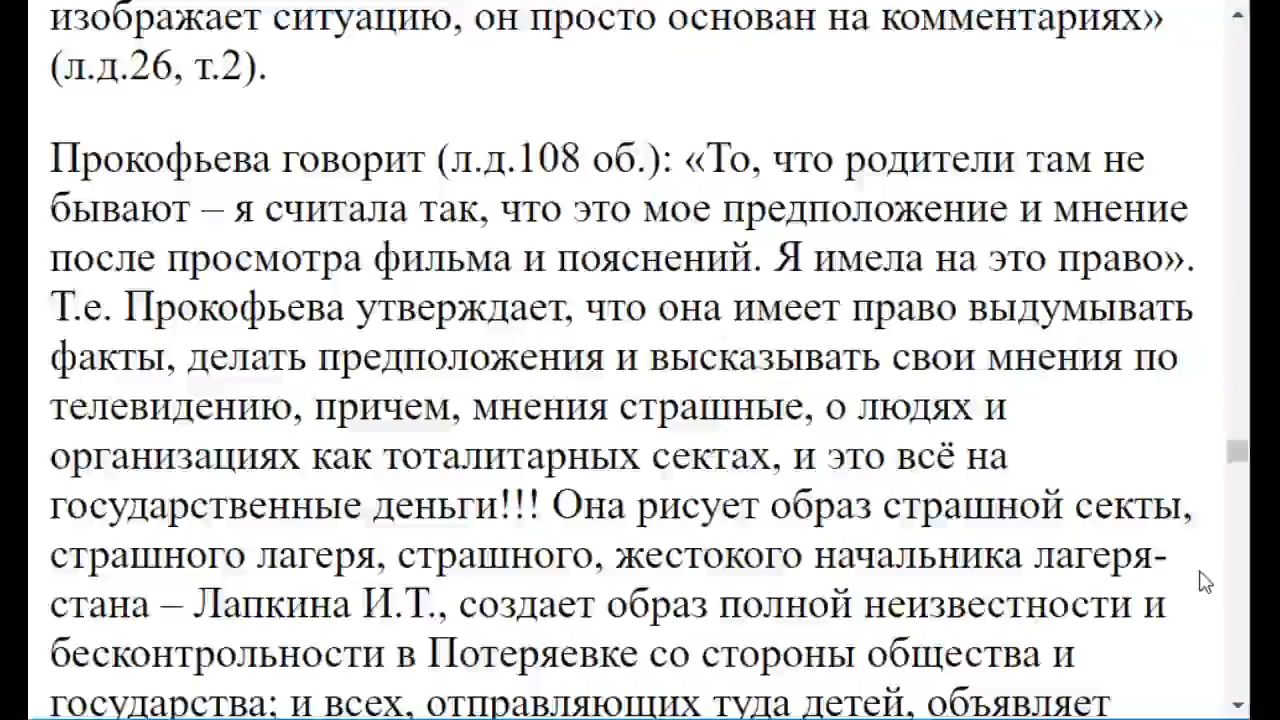 изображает ситуацию, он просто основан на комментариях»
(л.д.26, т.2).
Прокофьева говорит (л.д.108 об.): «То, что родители там не
бывают – я считала так, что это мое предположение и мнение
после просмотра фильма и пояснений. Я имела на это право».
Т.е. Прокофьева утверждает, что она имеет право выдумывать
факты, делать предположения и высказывать свои мнения по
телевидению, причем, мнения страшные, о людях и
организациях как тоталитарных сектах, и это всё на
государственные деньги!!! Она рисует образ страшной секты,
страшного лагеря, страшного, жестокого начальника лагеря-
стана – Лапкина И.Т., создает образ полной неизвестности и
бесконтрольности в Потеряевке со стороны общества и
государства; и всех, отправляющих туда детей, объявляет